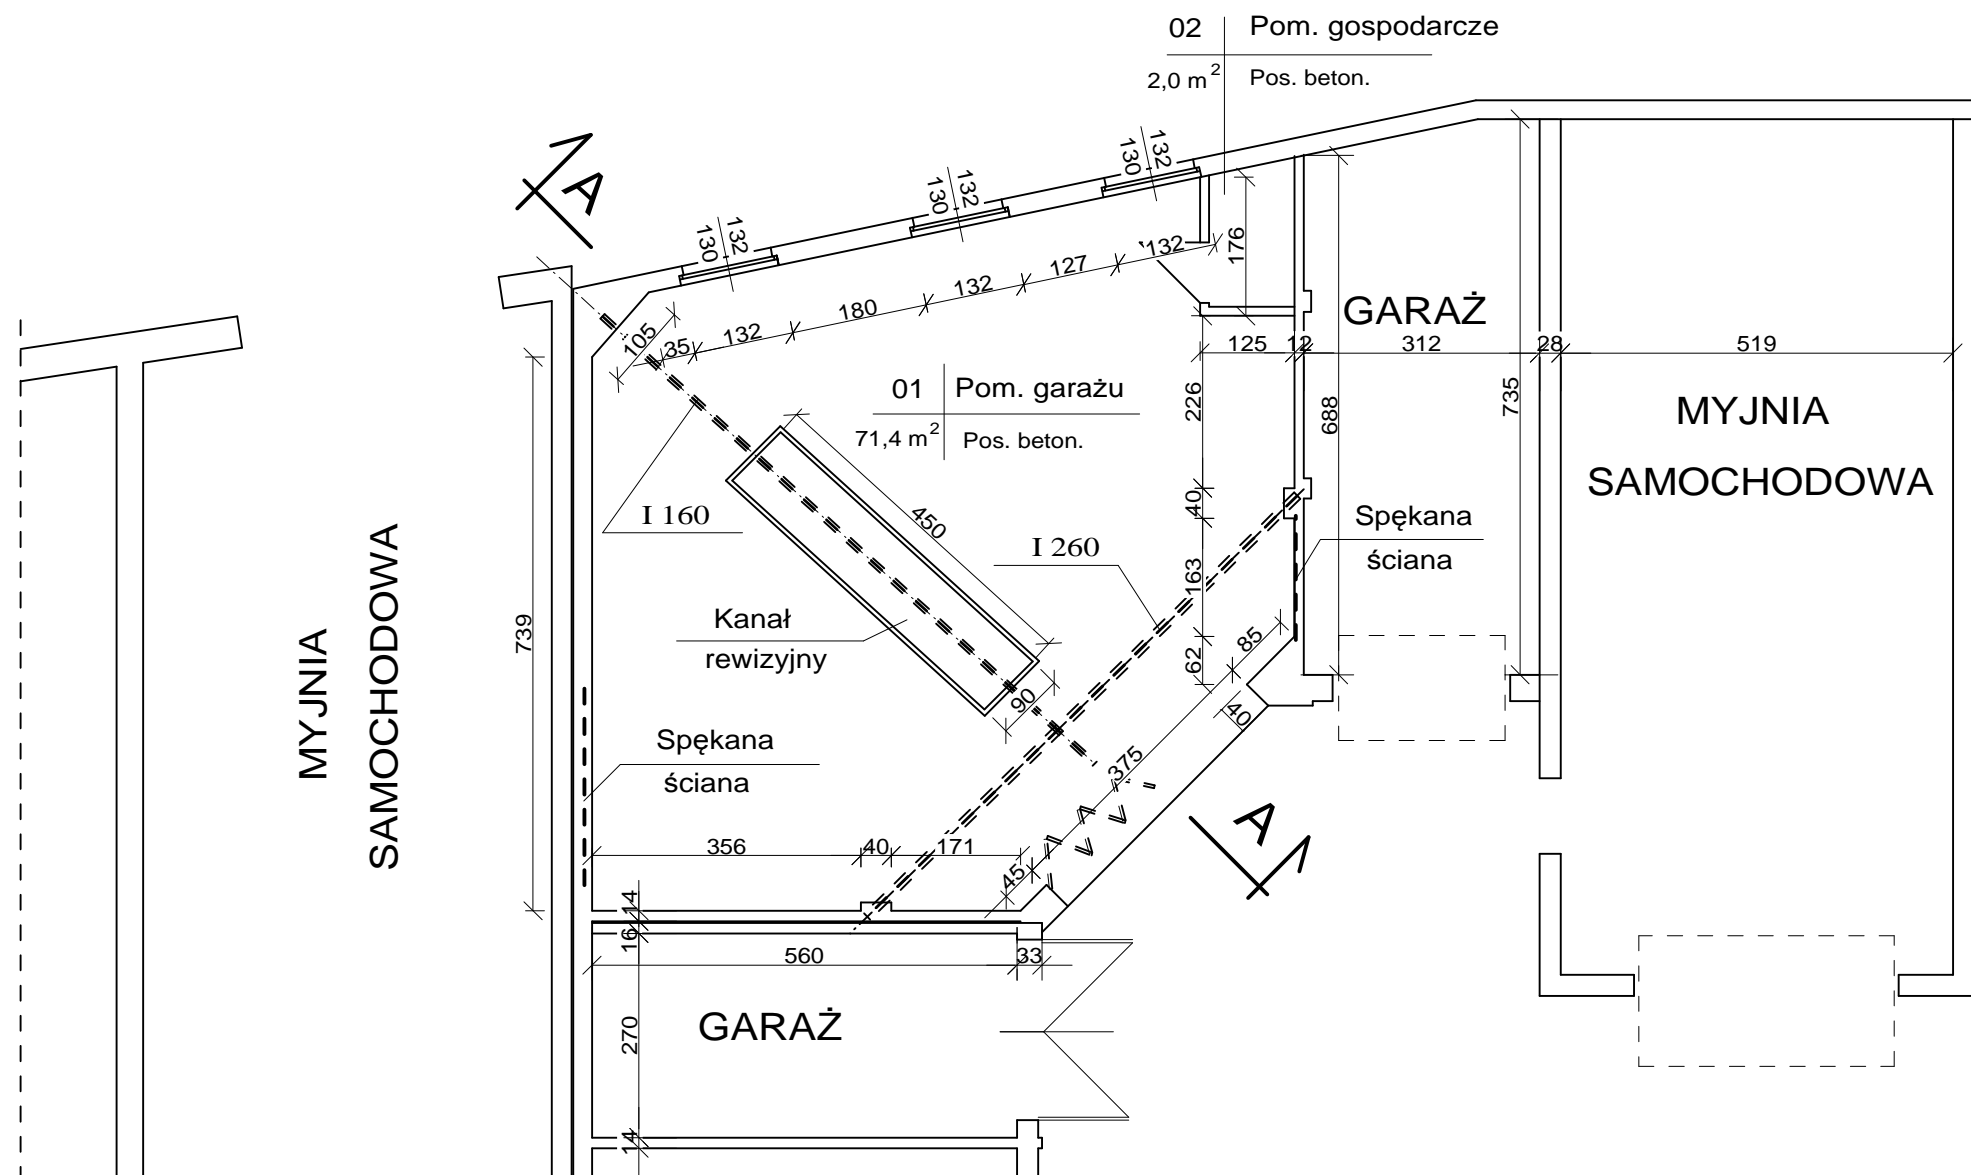 02 Pom. gospodarcze
2,0 m² Pos. beton.
A
132
130
132
130
132
130
132
127
132
180
132
35
105
176
GARAŻ
125 12 312 28 519
01 Pom. garażu
71,4 m² Pos. beton.
226
688
735
MYJNIA
SAMOCHODOWA
I 160
450
40
Spękana
ściana
I 260
163
MYJNIA
SAMOCHODOWA
739
Kanał
rewizyjny
62
85
90
40
Spękana
ściana
375
A
356 40 171
45
14
16
560 33
270
GARAŻ
14